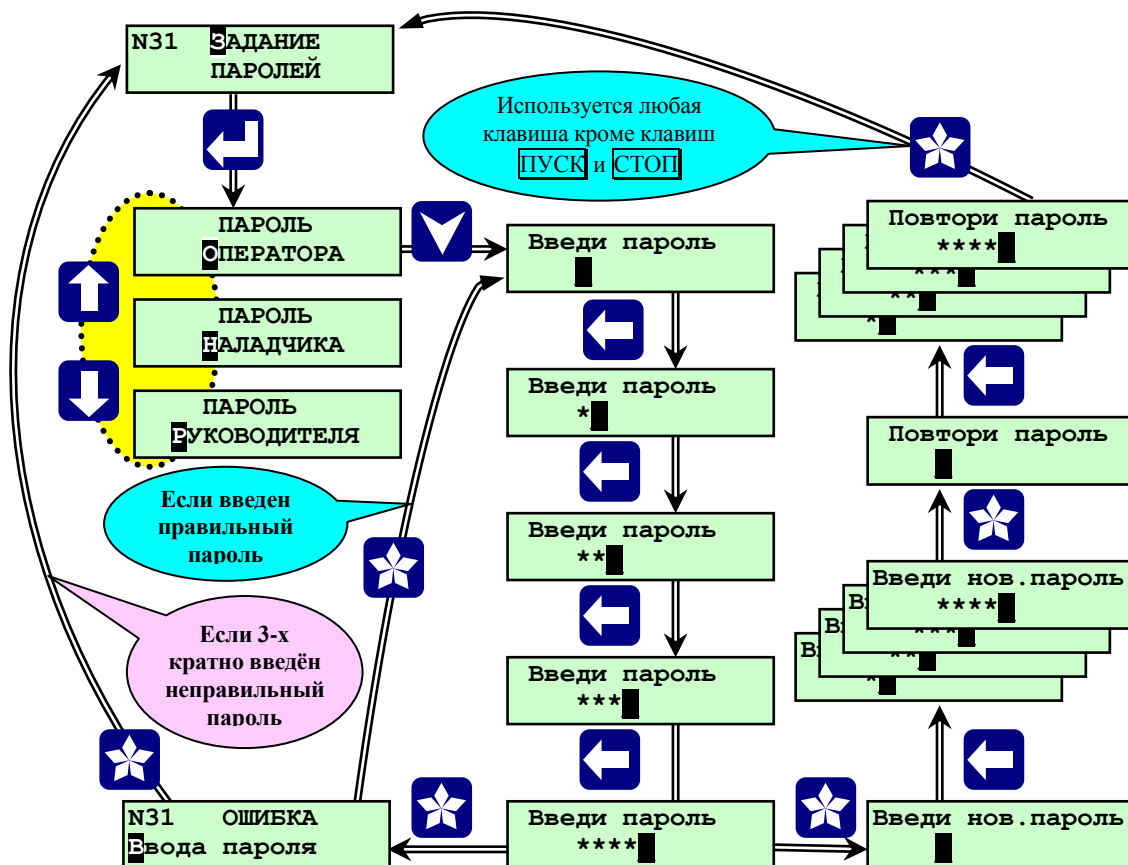 N31 ЗАДАНИЕ
ПАРОЛЕЙ
Используется любая
клавиша кроме клавиш
ПУСК и СТОП
ПАРОЛЬ
ОПЕРАТОРА
ПАРОЛЬ
НАЛАДЧИКА
ПАРОЛЬ
РУКОВОДИТЕЛЯ
Если введен
правильный
пароль
Если 3-х
кратно введён
неправильный
пароль
N31 ОШИБКА
Ввода пароля
Введи пароль
Введи пароль
*
Введи пароль
**
Введи пароль
***
Введи пароль
****
Повтори пароль
****
***
**
*
Повтори пароль
Введи нов.пароль
****
***
**
*
Введи нов.пароль